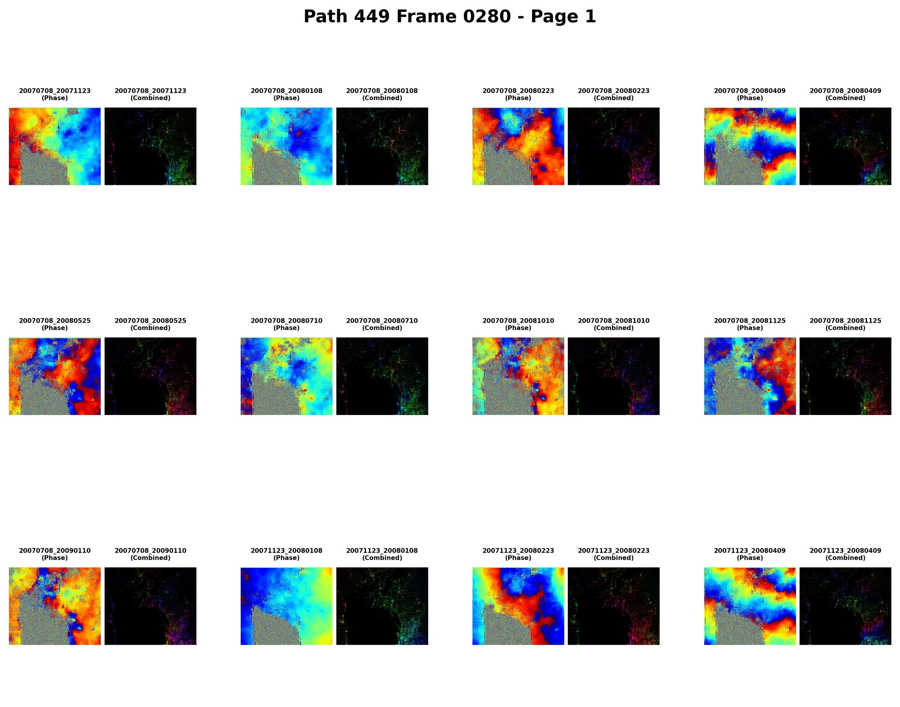 Path 449 Frame 0280 - Page 1
20070708_20071123
(Phase)
20070708_20071123
(Combined)
20070708_20080108
(Phase)
20070708_20080108
(Combined)
20070708_20080223
(Phase)
20070708_20080223
(Combined)
20070708_20080409
(Phase)
20070708_20080409
(Combined)
20070708_20080525
(Phase)
20070708_20080525
(Combined)
20070708_20080710
(Phase)
20070708_20080710
(Combined)
20070708_20081010
(Phase)
20070708_20081010
(Combined)
20070708_20081125
(Phase)
20070708_20081125
(Combined)
20070708_20090110
(Phase)
20070708_20090110
(Combined)
20071123_20080108
(Phase)
20071123_20080108
(Combined)
20071123_20080223
(Phase)
20071123_20080223
(Combined)
20071123_20080409
(Phase)
20071123_20080409
(Combined)